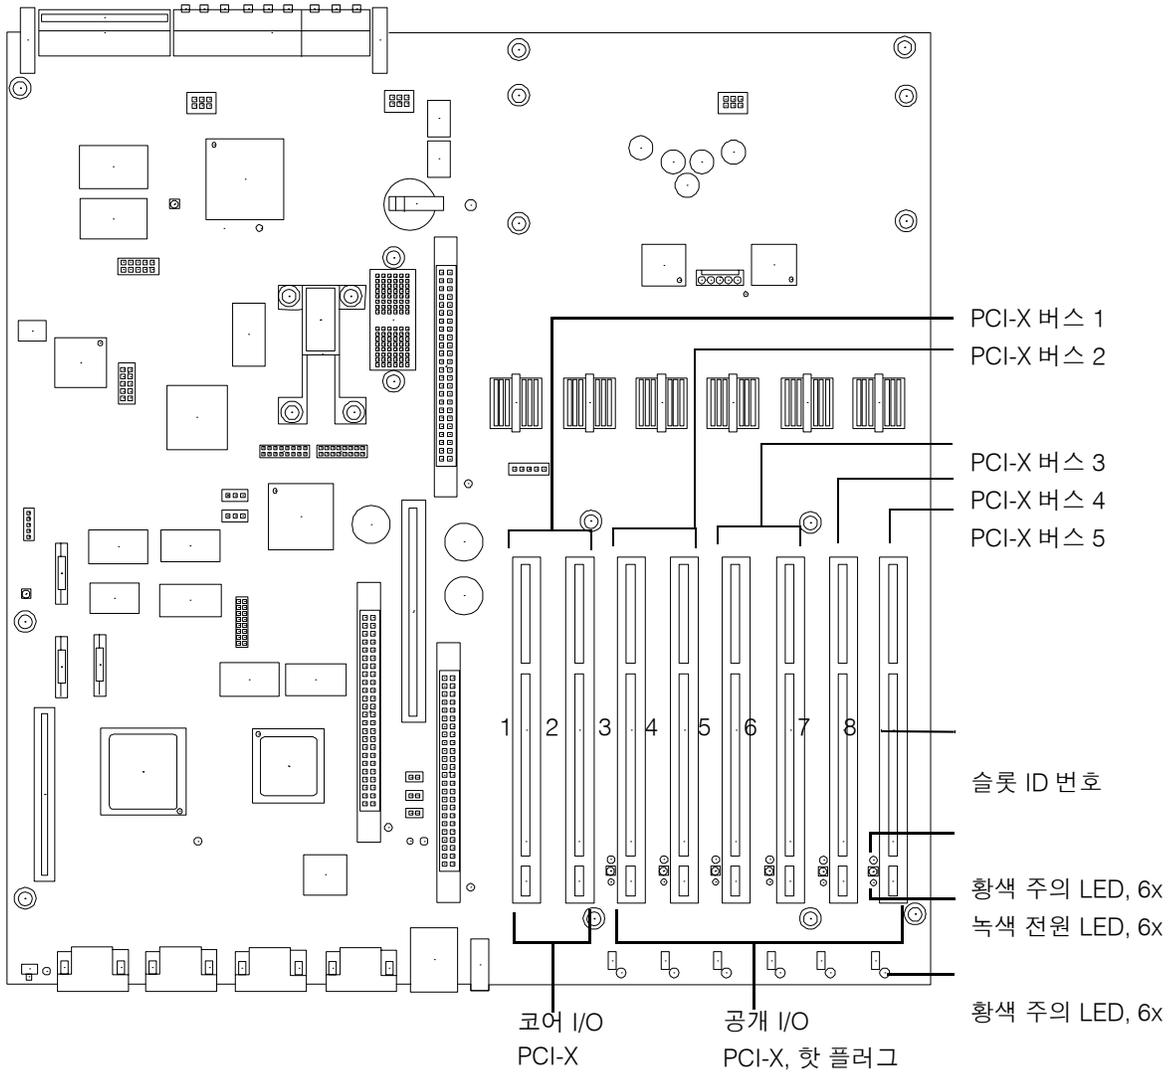 PCI-X 버스 1
PCI-X 버스 2
PCI-X 버스 3
PCI-X 버스 4
PCI-X 버스 5
1 2 3 4 5 6 7 8
슬롯 ID 번호
황색 주의 LED, 6x
녹색 전원 LED, 6x
황색 주의 LED, 6x
코어 I/O
PCI-X
공개 I/O
PCI-X, 핫 플러그